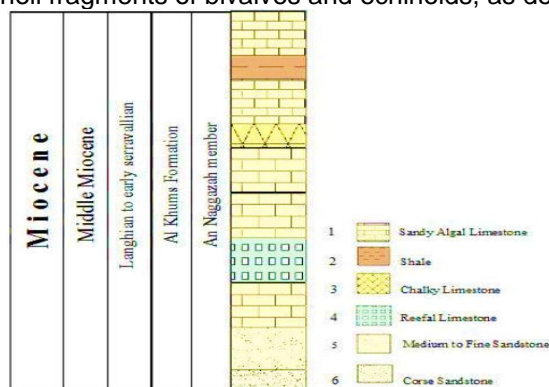 nell fragments of bivalves and echinoids, as de
Miocene
Middle Miocene
Langhian to early serravallian
Al Khums Formation
An Naggazah member
1 Sandy Algal Limestone
2 Shale
3 Chalky Limestone
4 Reefal Limestone
5 Medium to Fine Sandstone
6 Corse Sandstone